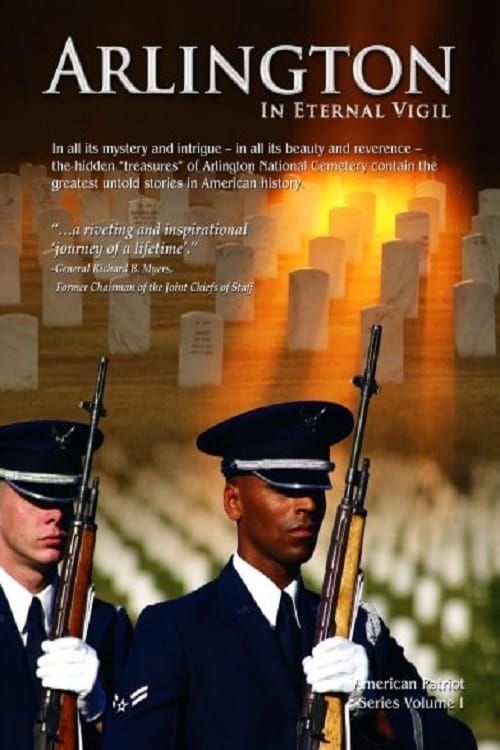 ARLINGTON
IN ETERNAL VIGIL
In all its mystery and intrigue – in all its beauty and reverence –
the hidden "treasures" of Arlington National Cemetery contain the
greatest untold stories in American history.
"...a riveting and inspirational
'journey of a lifetime'."
-General Richard B. Myers,
Former Chairman of the Joint Chiefs of Staff
American Patriot
Series Volume I